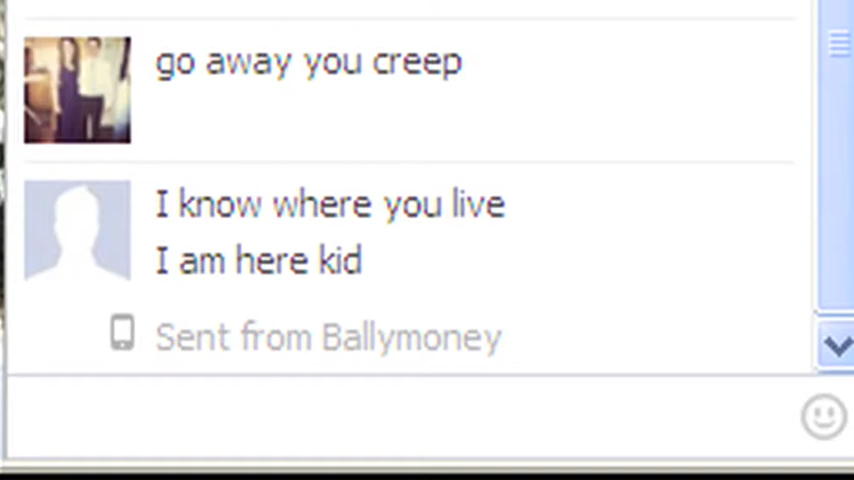 go away you creep
I know where you live
I am here kid
Sent from Ballymoney